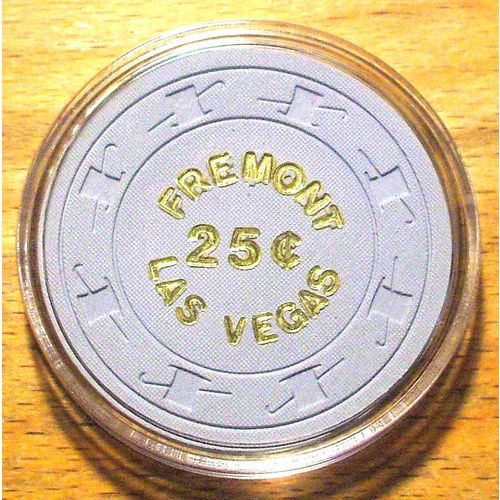 FREMONT
25¢
LAS VEGAS